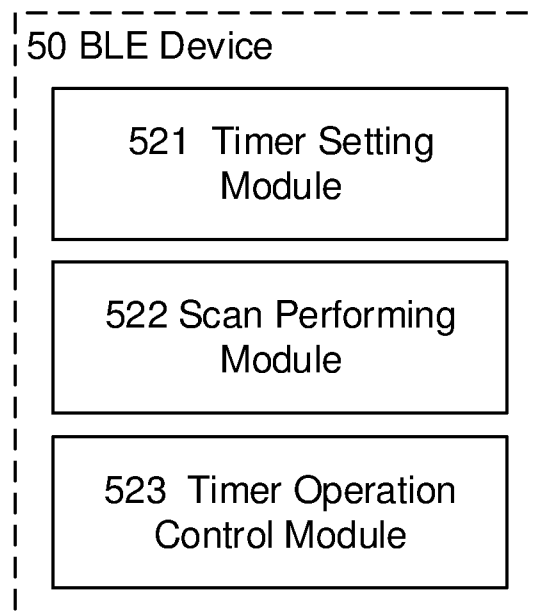 50 BLE Device
521 Timer Setting
Module
522 Scan Performing
Module
523 Timer Operation
Control Module